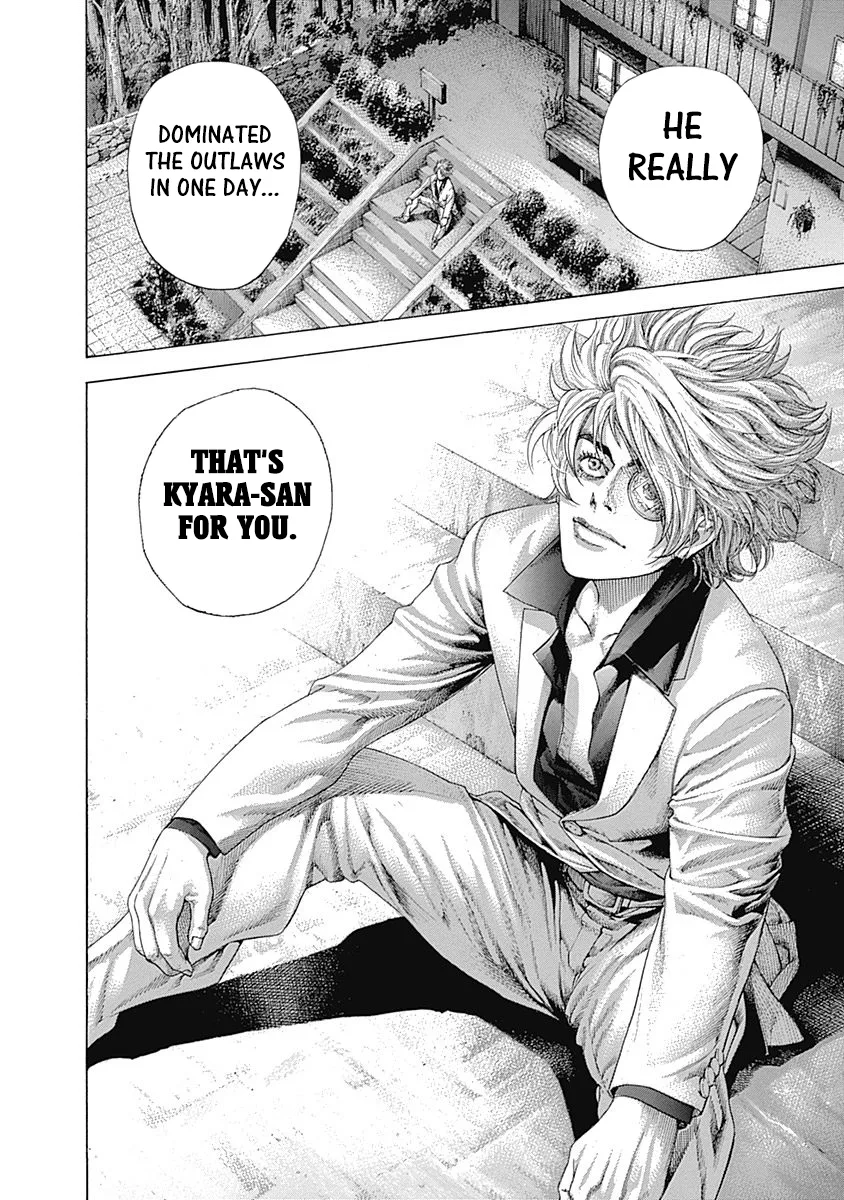 HE
REALLY
DOMINATED
THE OUTLAWS
IN ONE DAY...
THAT'S
KYARA-SAN
FOR YOU.